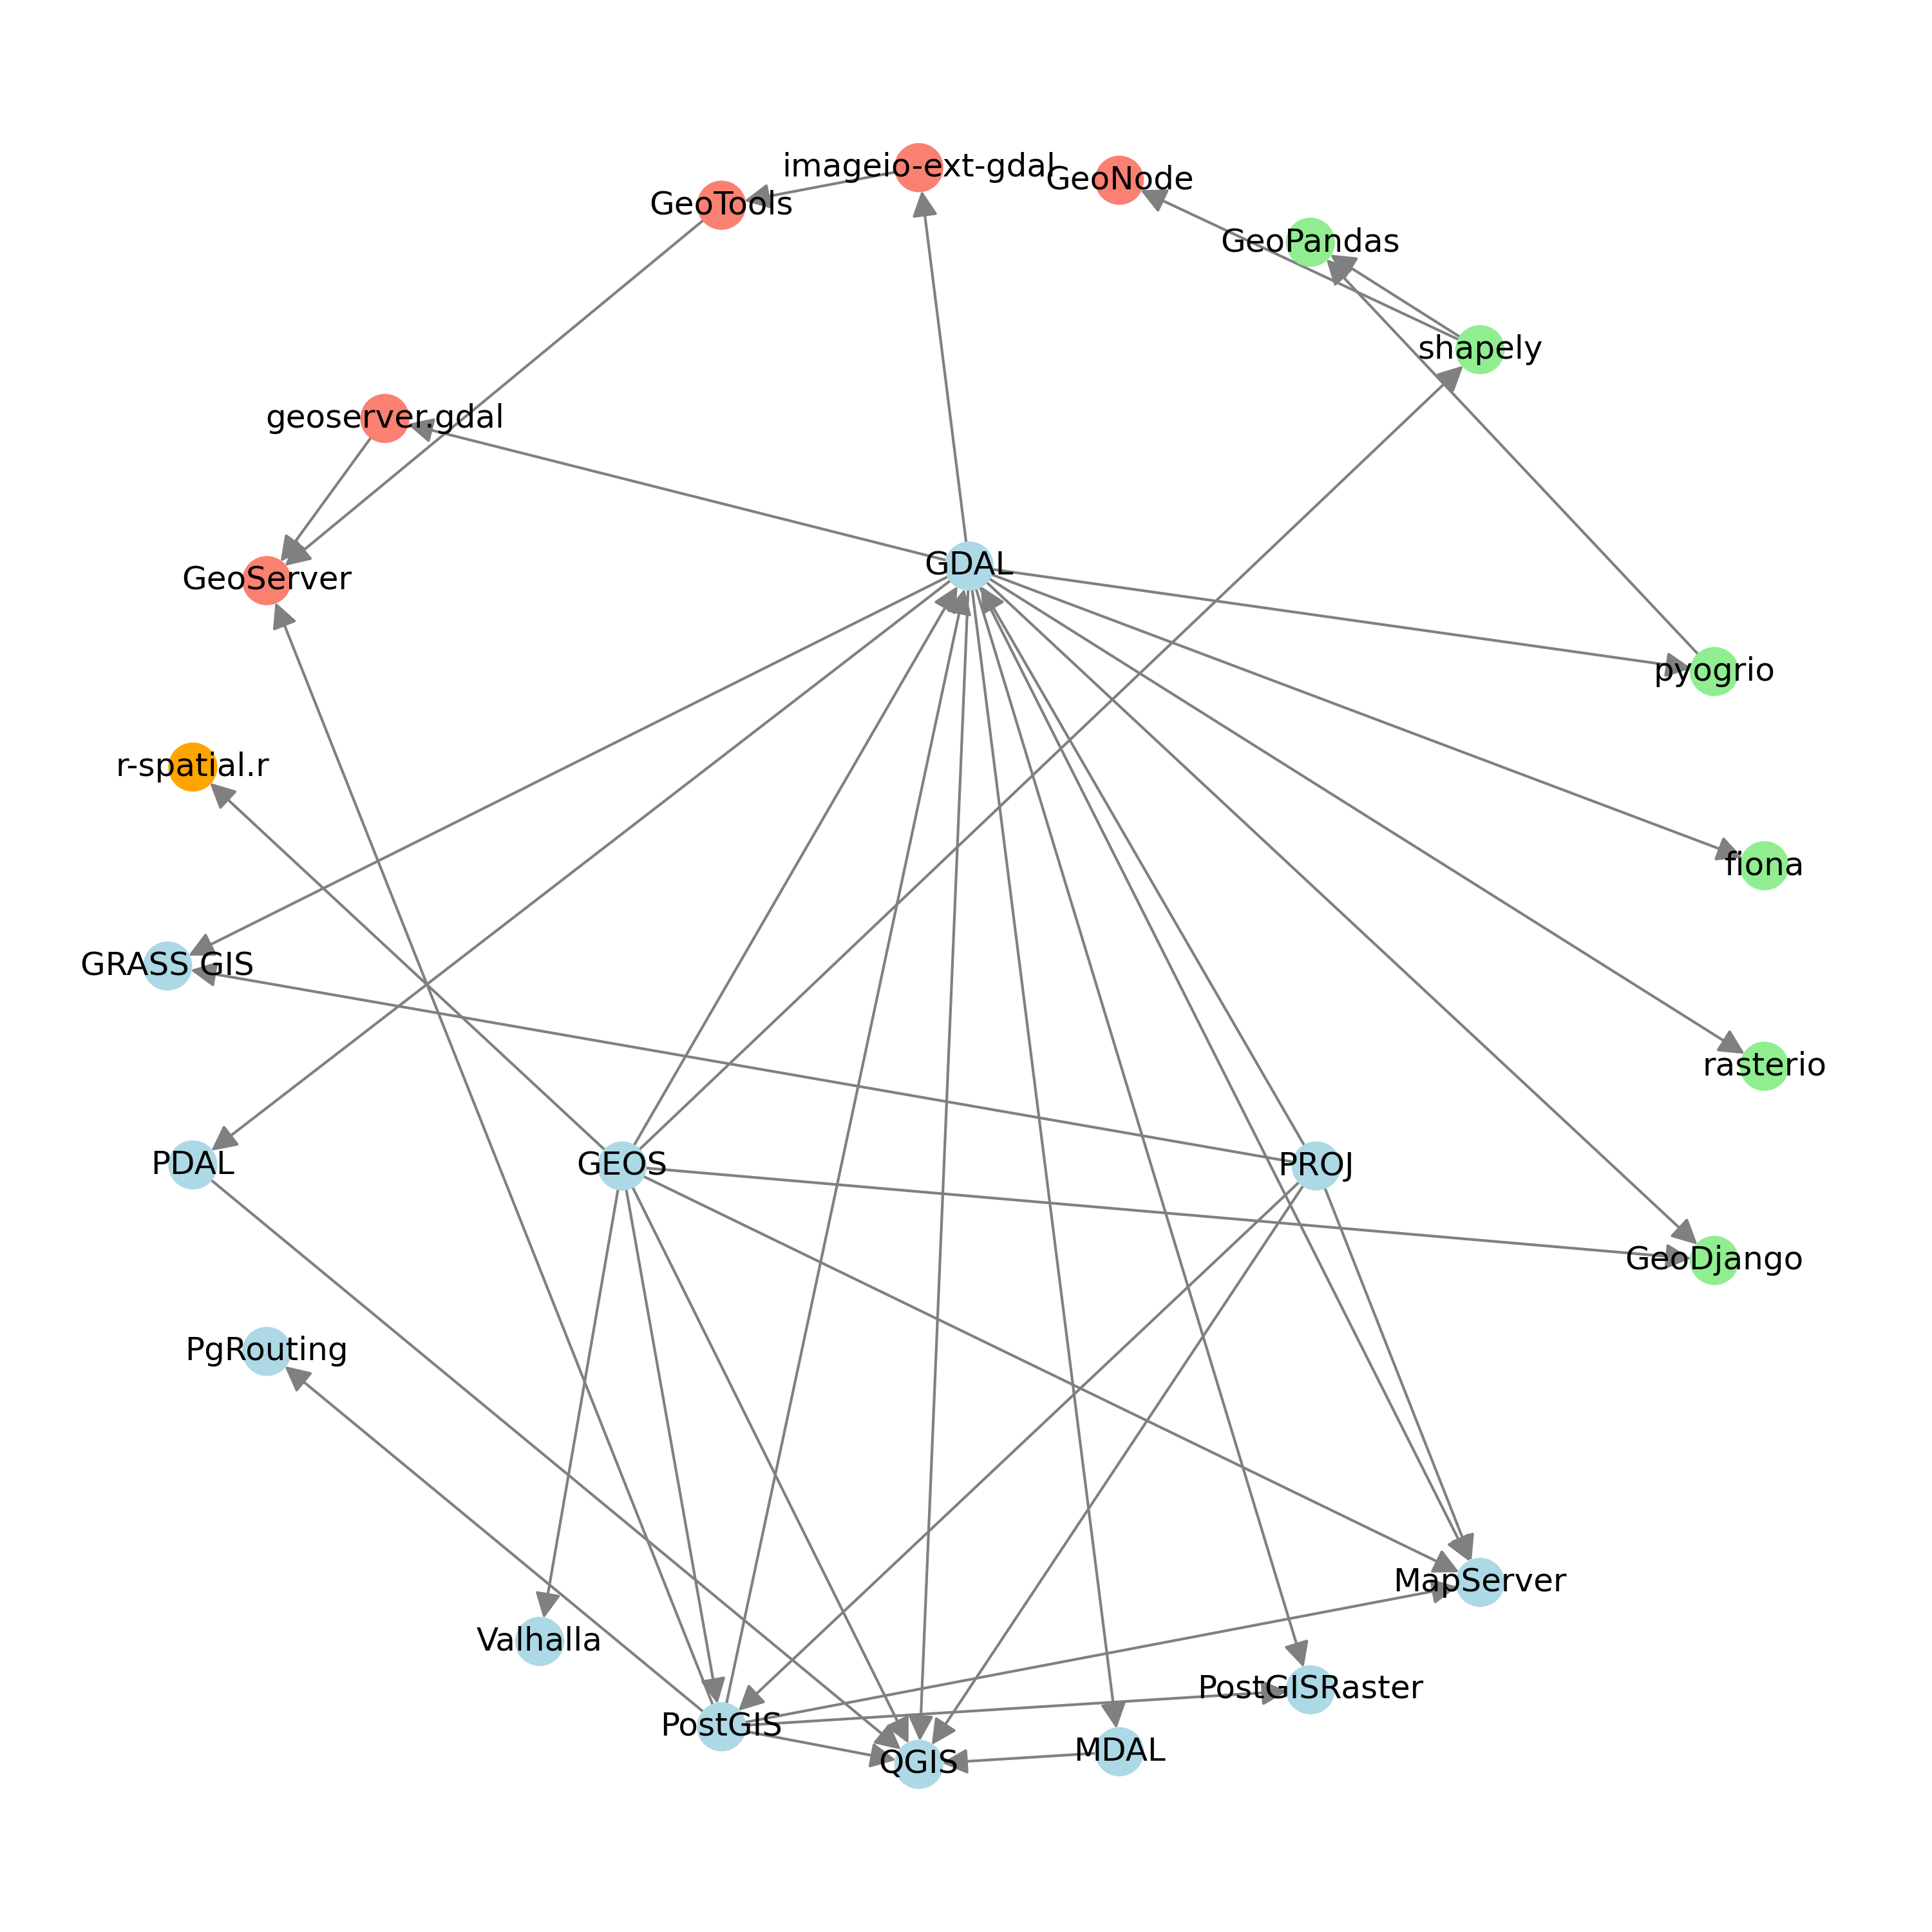 imageio-ext-gdal
GeoNode
GeoTools
GeoPandas
shapely
geoserver.gdal
GDAL
GeoServer
pyogrio
r-spatial.r
fiona
GRASS GIS
rasterio
PDAL
GEOS
PROJ
GeoDjango
PgRouting
MapServer
Valhalla
PostGISRaster
PostGIS
MDAL
QGIS